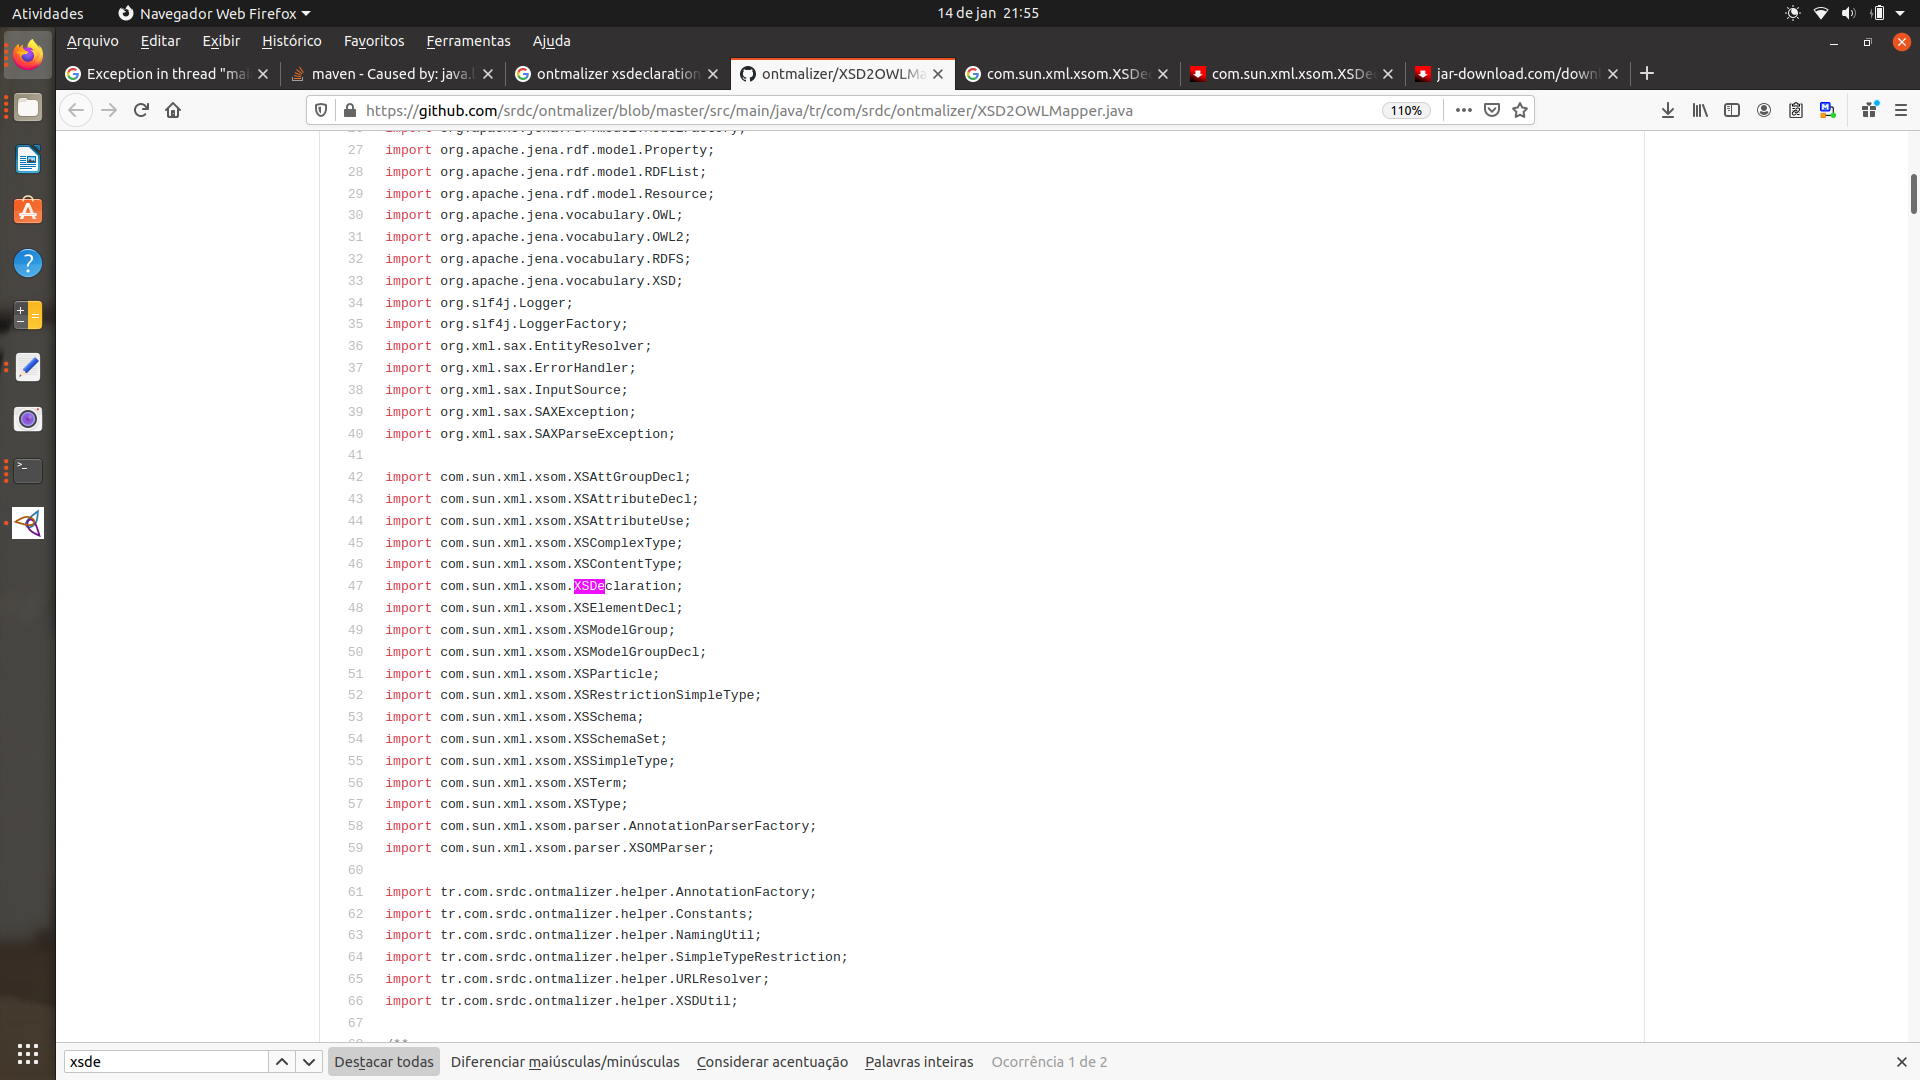 Atividades Navegador Web Firefox 14 de jan 21:55
Arquivo Editar Exibir Histórico Favoritos Ferramentas Ajuda
Exception in thread "mai maven - Caused by: java.l ontmalizer xsdeclaration ontmalizer/XSD2OWLMa com.sun.xml.xsom.XSDec com.sun.xml.xsom.XSDec jar-download.com/downl
https://github.com/srdc/ontmalizer/blob/master/src/main/java/tr/com/srdc/ontmalizer/XSD2OWLMapper.java 110%
27 import org.apache.jena.rdf.model.Property;
28 import org.apache.jena.rdf.model.RDFList;
29 import org.apache.jena.rdf.model.Resource;
30 import org.apache.jena.vocabulary.OWL;
31 import org.apache.jena.vocabulary.OWL2;
32 import org.apache.jena.vocabulary.RDFS;
33 import org.apache.jena.vocabulary.XSD;
34 import org.slf4j.Logger;
35 import org.slf4j.LoggerFactory;
36 import org.xml.sax.EntityResolver;
37 import org.xml.sax.ErrorHandler;
38 import org.xml.sax.InputSource;
39 import org.xml.sax.SAXException;
40 import org.xml.sax.SAXParseException;
41
42 import com.sun.xml.xsom.XSAttGroupDecl;
43 import com.sun.xml.xsom.XSAttributeDecl;
44 import com.sun.xml.xsom.XSAttributeUse;
45 import com.sun.xml.xsom.XSComplexType;
46 import com.sun.xml.xsom.XSContentType;
47 import com.sun.xml.xsom.XSDeclaration;
48 import com.sun.xml.xsom.XSElementDecl;
49 import com.sun.xml.xsom.XSModelGroup;
50 import com.sun.xml.xsom.XSModelGroupDecl;
51 import com.sun.xml.xsom.XSParticle;
52 import com.sun.xml.xsom.XSRestrictionSimpleType;
53 import com.sun.xml.xsom.XSSchema;
54 import com.sun.xml.xsom.XSSchemaSet;
55 import com.sun.xml.xsom.XSSimpleType;
56 import com.sun.xml.xsom.XSTerm;
57 import com.sun.xml.xsom.XSType;
58 import com.sun.xml.xsom.parser.AnnotationParserFactory;
59 import com.sun.xml.xsom.parser.XSOMParser;
60
61 import tr.com.srdc.ontmalizer.helper.AnnotationFactory;
62 import tr.com.srdc.ontmalizer.helper.Constants;
63 import tr.com.srdc.ontmalizer.helper.NamingUtil;
64 import tr.com.srdc.ontmalizer.helper.SimpleTypeRestriction;
65 import tr.com.srdc.ontmalizer.helper.URLResolver;
66 import tr.com.srdc.ontmalizer.helper.XSDUtil;
67
xsde Destacar todas Diferenciar maiúsculas/minúsculas Considerar acentuação Palavras inteiras Ocorrência 1 de 2